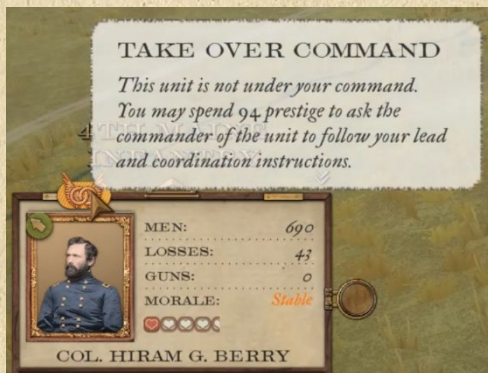 TAKE OVER COMMAND
This unit is not under your command.
You may spend 94 prestige to ask the
commander of the unit to follow your lead
and coordination instructions.
MEN: 690
LOSSES: 43
GUNS: 0
MORALE: Stable
COL. HIRAM G. BERRY